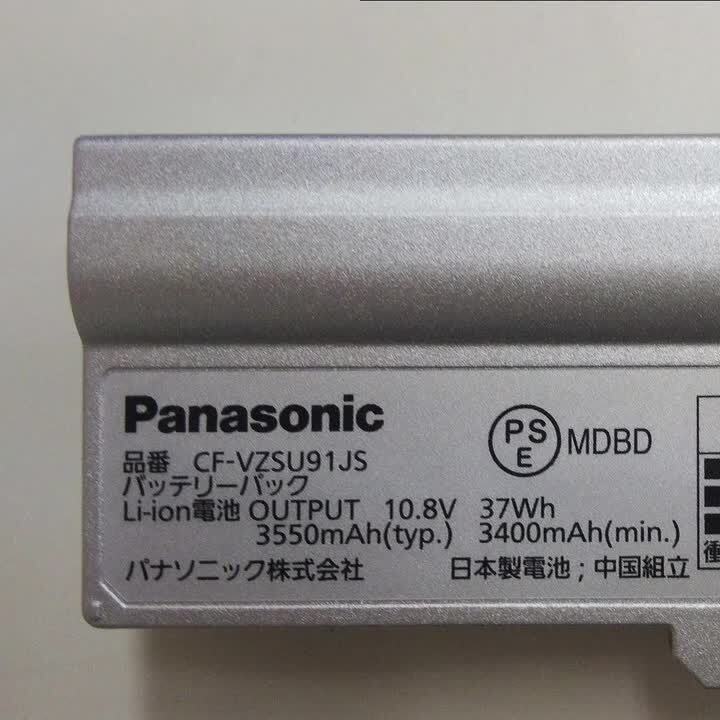 Panasonic
PS
E
MDBD
品番 CF-VZSU91JS
バッテリーパック
Li-ion電池 OUTPUT 10.8V 37Wh
3550mAh(typ.) 3400mAh(min.)
パナソニック株式会社 日本製電池；中国組立
衝